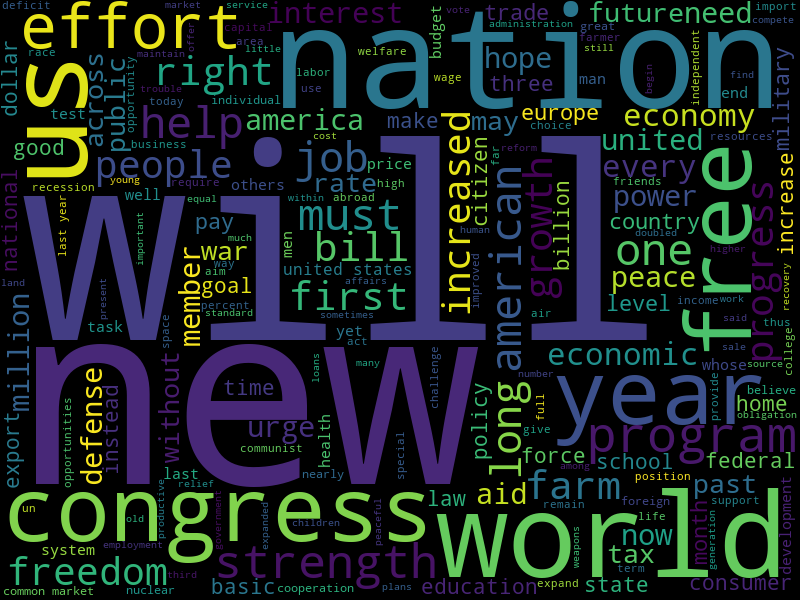 deficit
market
service
vote
import
effort
capital
interest
trade
future
need
race
area
little
budget
administration
great
farmer
compete
maintain
offer
nation
still
dollar
us
across
public
opportunity
right
labor
welfare
hope
man
independent
military
trouble
individual
wage
three
begin
find
end
test
today
use
help
america
make
may
europe
choice
economy
resources
good
business
cost
reform
united
people
job
price
citizen
far
every
increase
recession
young
require
others
rate
high
friends
power
national
last year
well
equal
within
abroad
will
must
increased
american
growth
billion
country
doubled
one
higher
progress
important
pay
much
men
bill
human
war
way
aim
united states
affairs
improved
peace
recovery
land
member
goal
percent
first
level
income
work
million
present
standard
sometimes
air
said
thus
task
space
yet
act
free
sale
college
new
without
time
loans
many
challenge
economic
whose
source
export
opportunities
defense
instead
urge
health
policy
long
number
year
provide
home
believe
obligation
full
give
program
communist
special
force
among
school
federal
last
nearly
position
un
productive
relief
congress
law
aid
farm
past
foreign
support
old
expanded
children
peaceful
remain
life
now
month
generation
development
system
employment
government
strength
world
weapons
tax
term
freedom
third
common market
nuclear
basic
cooperation
plans
education
expand
state
consumer